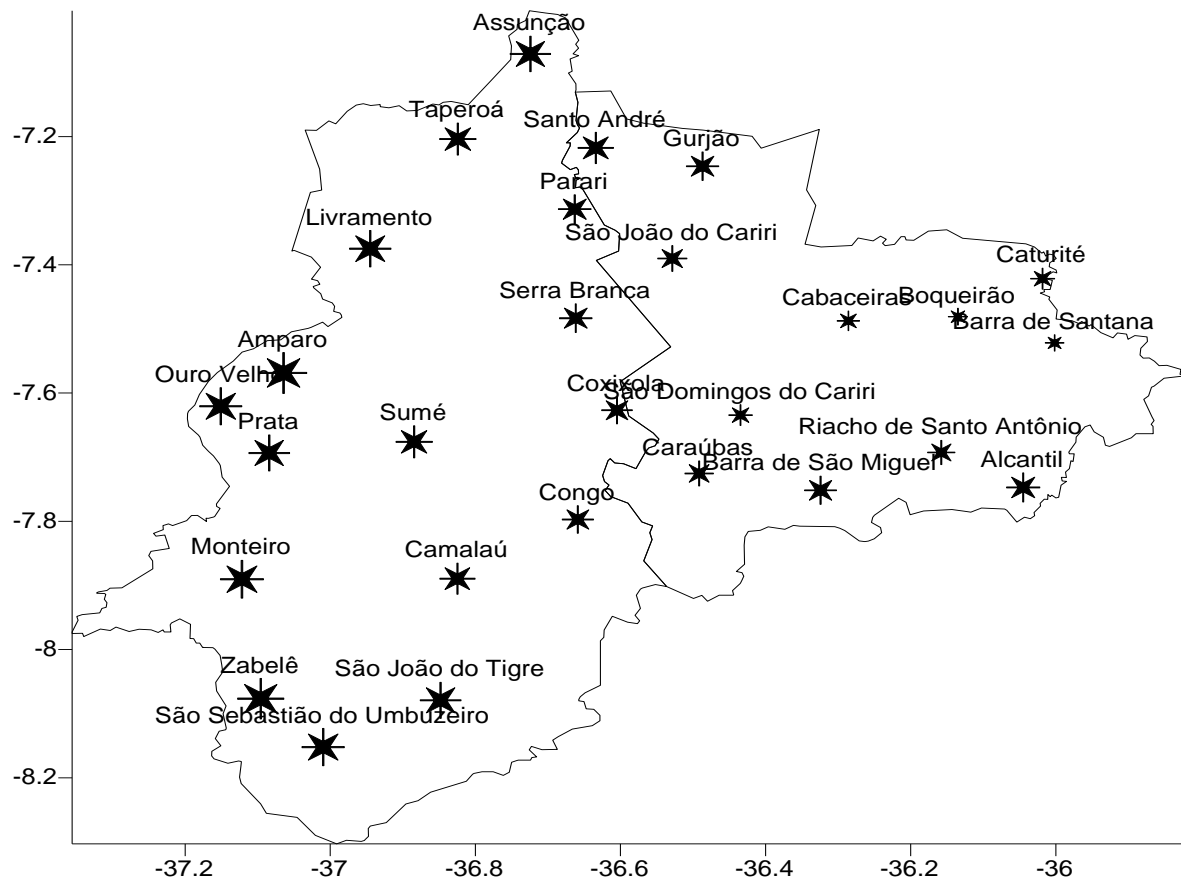 Assunção
Taperoá
Santo André
-7.2
Gurjão
Parari
Livramento
São João do Cariri
Caturité
-7.4
Serra Branca
Cabaceiras
Boqueirão
Barra de Santana
Amparo
Ouro Velho
Coxixola
São Domingos do Cariri
-7.6
Prata
Sumé
Riacho de Santo Antônio
Caraúbas
Barra de São Miguel
Alcantil
Congo
-7.8
Monteiro
Camalaú
-8
Zabelê
São João do Tigre
São Sebastião do Umbuzeiro
-8.2
-37.2 -37 -36.8 -36.6 -36.4 -36.2 -36